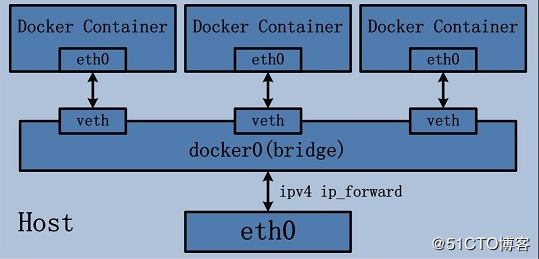 Docker Container
Docker Container
Docker Container
eth0
eth0
eth0
veth
veth
veth
docker0(bridge)
ipv4 ip_forward
Host
eth0
@51CTO博客